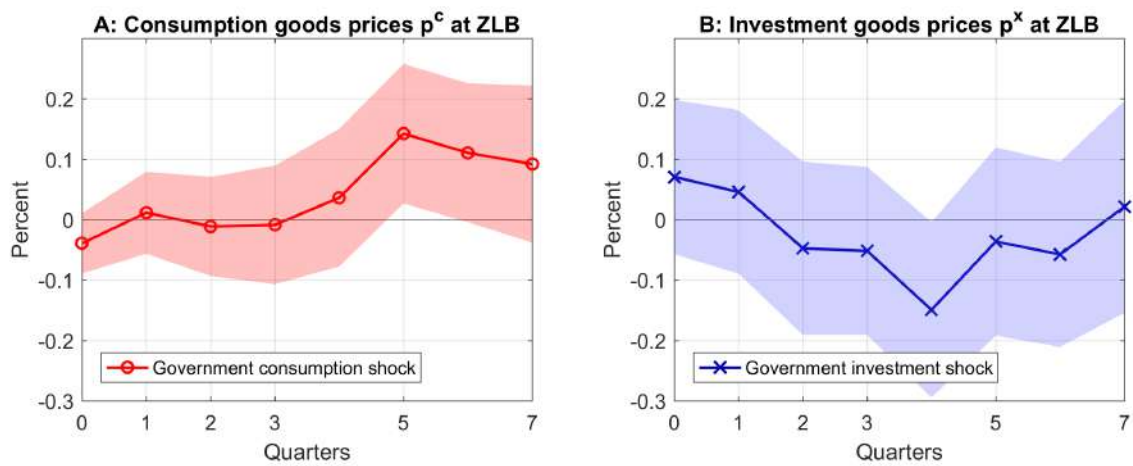 A: Consumption goods prices p^c at ZLB
Percent
0.2
0.1
0
-0.1
-0.2
-0.3
Government consumption shock
0 1 2 3 5 7
Quarters
B: Investment goods prices p^x at ZLB
Percent
0.2
0.1
0
-0.1
-0.2
-0.3
Government investment shock
0 1 2 3 5 7
Quarters